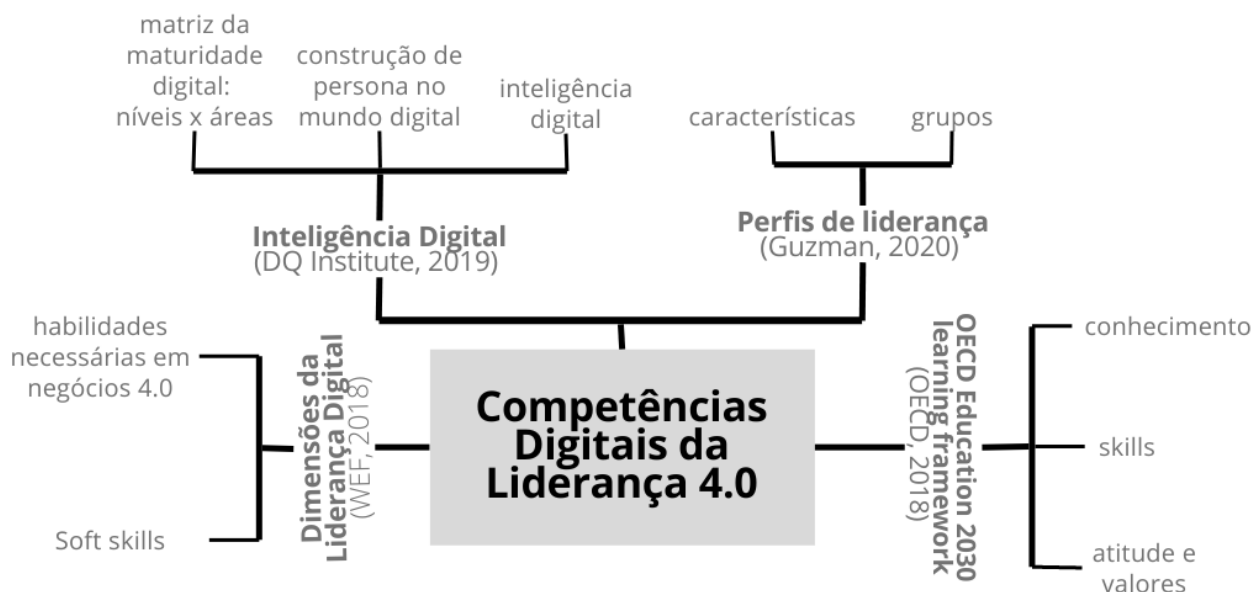 matriz da
maturidade
digital:
níveis x áreas
construção de
persona no
mundo digital
inteligência
digital
características
grupos
Inteligência Digital
(DQ Institute, 2019)
Perfis de liderança
(Guzman, 2020)
habilidades
necessárias em
negócios 4.0
Soft skills
Dimensões da
Liderança Digital
(WEF, 2018)
Competências
Digitais da
Liderança 4.0
OECD Education 2030
learning framework
(OECD, 2018)
conhecimento
skills
atitude e
valores